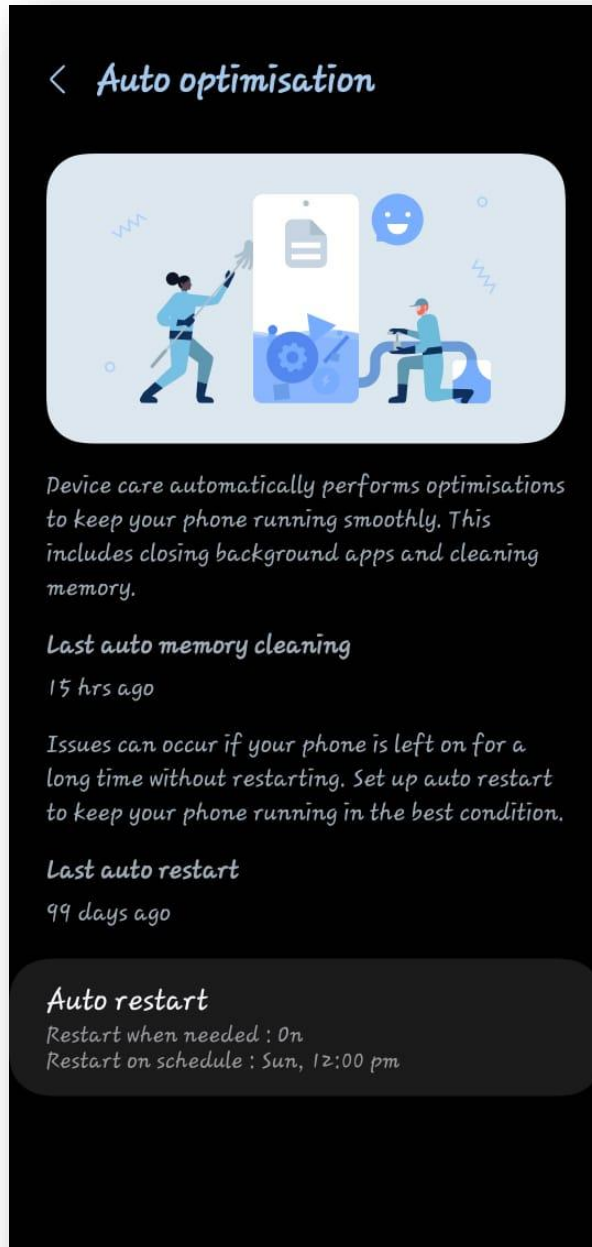 Auto optimisation
Device care automatically performs optimisations
to keep your phone running smoothly. This
includes closing background apps and cleaning
memory.
Last auto memory cleaning
15 hrs ago
Issues can occur if your phone is left on for a
long time without restarting. Set up auto restart
to keep your phone running in the best condition.
Last auto restart
99 days ago
Auto restart
Restart when needed : On
Restart on schedule : Sun, 12:00 pm